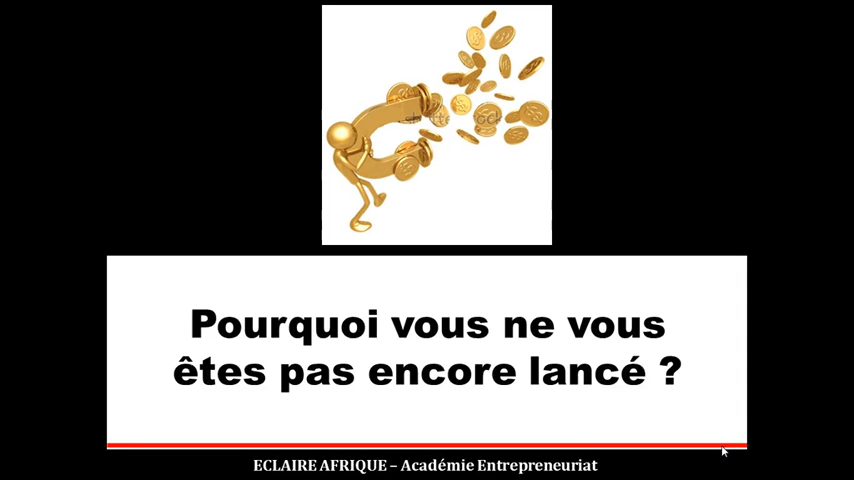 Pourquoi vous ne vous
êtes pas encore lancé ?
ECLAIRE AFRIQUE – Académie Entrepreneuriat